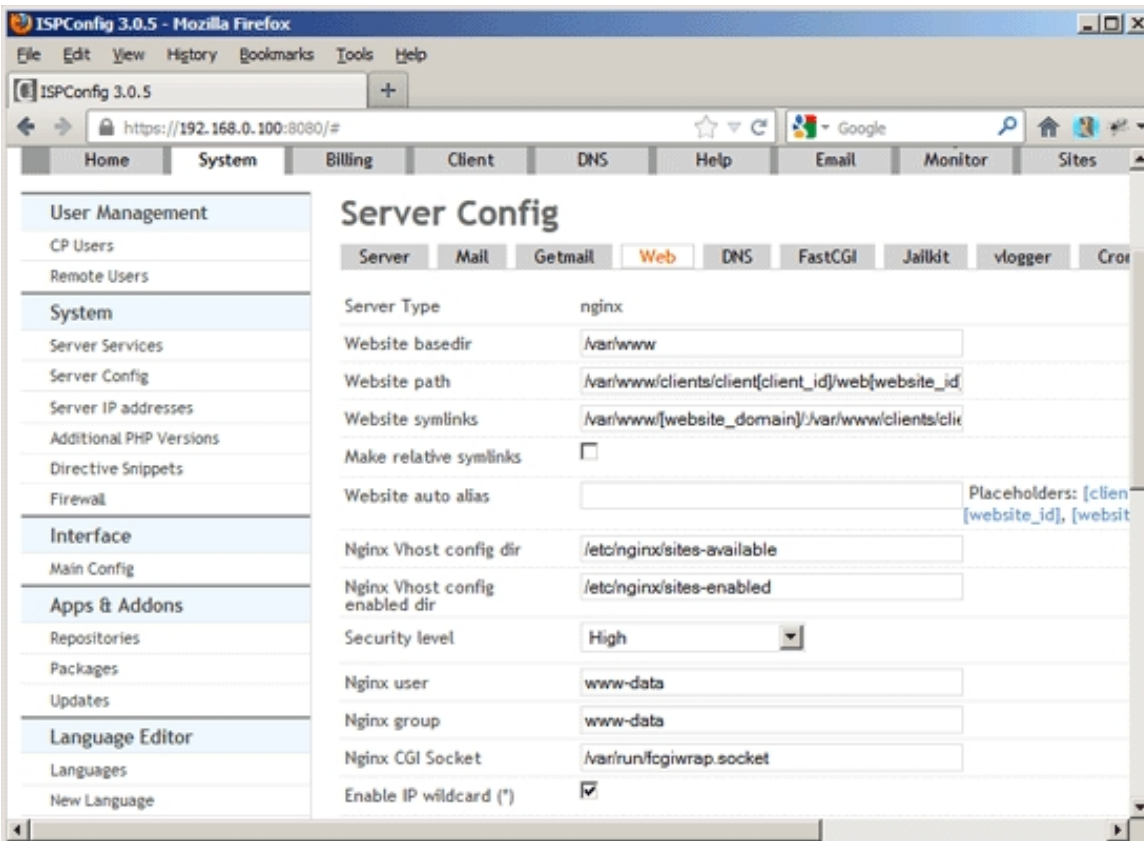 ISPConfig 3.0.5 - Mozilla Firefox
File Edit View History Bookmarks Tools Help
ISPConfig 3.0.5 +
https://192.168.0.100:8080/# Google
Home System Billing Client DNS Help Email Monitor Sites
User Management
CP Users
Remote Users
System
Server Services
Server Config
Server IP addresses
Additional PHP Versions
Directive Snippets
Firewall
Interface
Main Config
Apps & Addons
Repositories
Packages
Updates
Language Editor
Languages
New Language
Server Config
Server Mail Getmail Web DNS FastCGI Jailkit vlogger Cron
Server Type nginx
Website basedir /var/www
Website path /var/www/clients/client[client_id]/web[website_id]
Website symlinks /var/www/[website_domain]/:/var/www/clients/clie
Make relative symlinks
Website auto alias Placeholders: [clien
[website_id], [websit
Nginx Vhost config dir /etc/nginx/sites-available
Nginx Vhost config
enabled dir /etc/nginx/sites-enabled
Security level High
Nginx user www-data
Nginx group www-data
Nginx CGI Socket /var/run/fcgiwrap.socket
Enable IP wildcard (*)